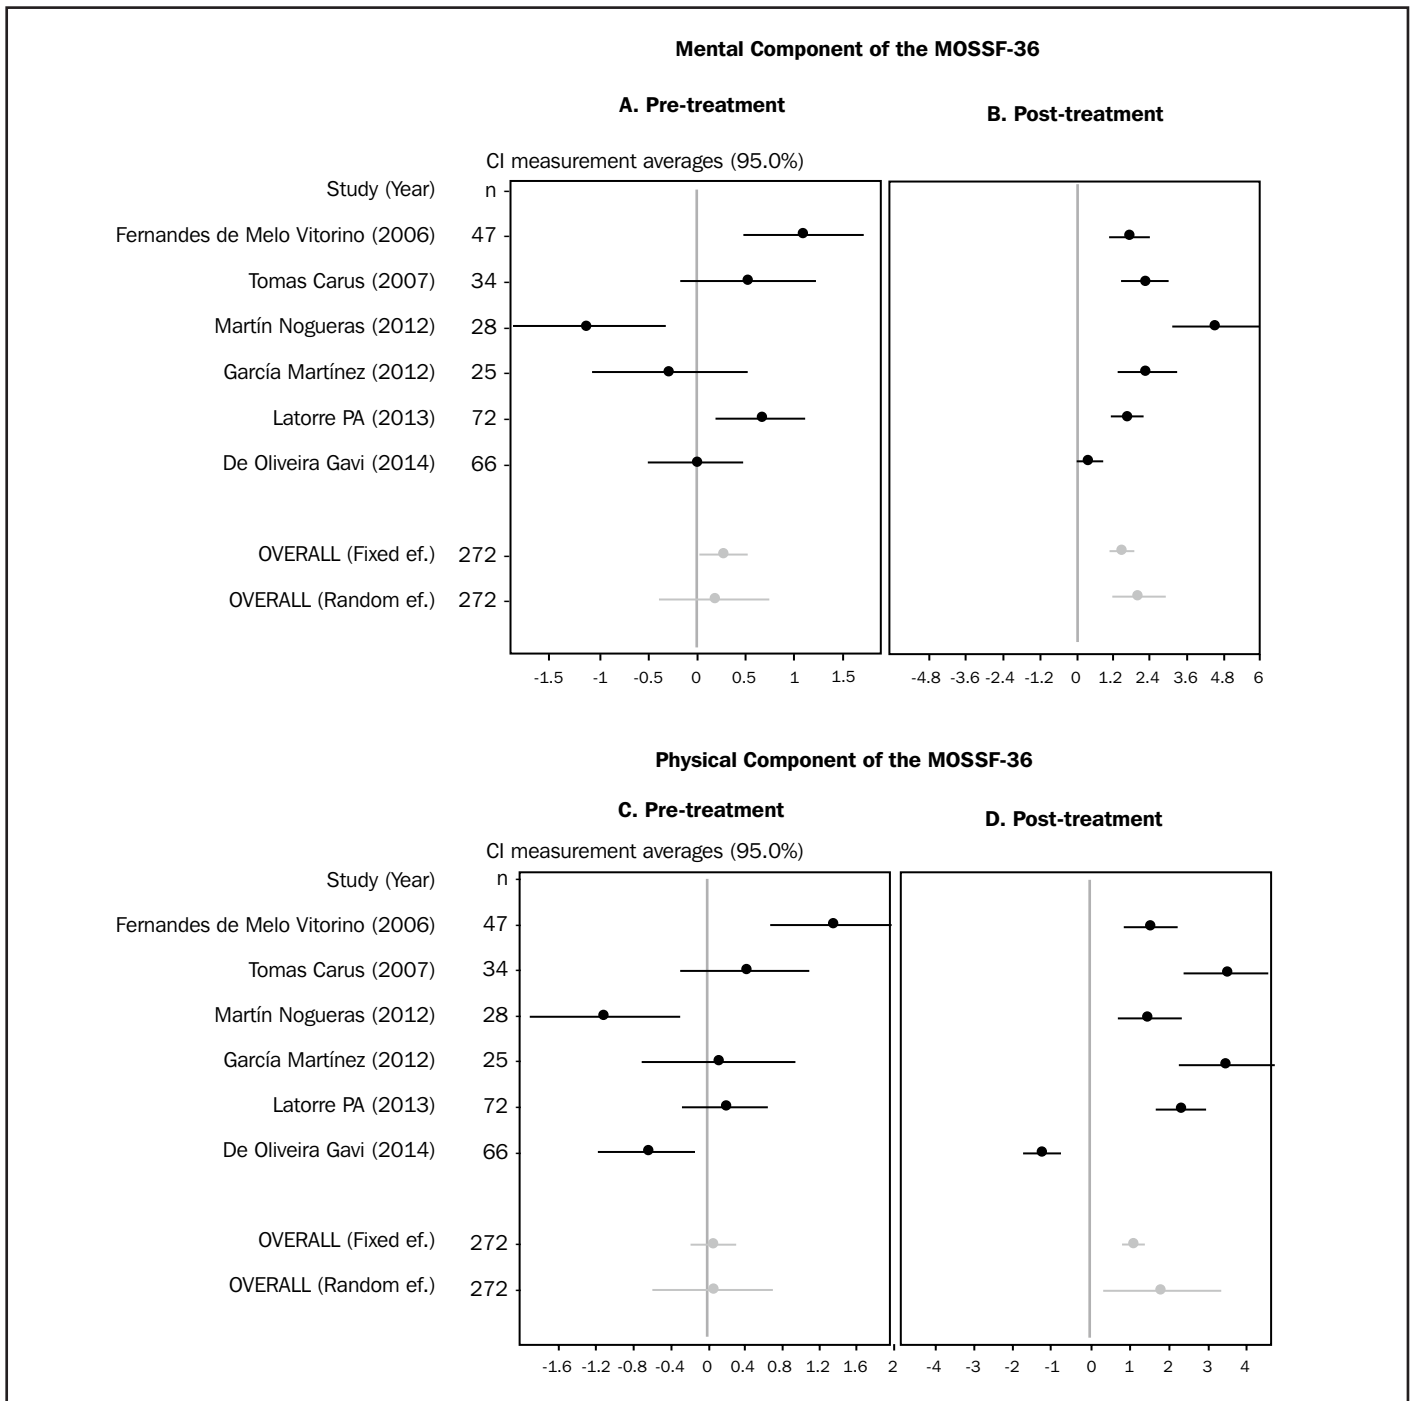 Mental Component of the MOSSF-36
A. Pre-treatment
B. Post-treatment
CI measurement averages (95.0%)
Study (Year) n
Fernandes de Melo Vitorino (2006) 47
Tomas Carus (2007) 34
Martín Nogueras (2012) 28
García Martínez (2012) 25
Latorre PA (2013) 72
De Oliveira Gavi (2014) 66
OVERALL (Fixed ef.) 272
OVERALL (Random ef.) 272
-1.5 -1 -0.5 0 0.5 1 1.5
-4.8 -3.6 -2.4 -1.2 0 1.2 2.4 3.6 4.8 6
Physical Component of the MOSSF-36
C. Pre-treatment
D. Post-treatment
CI measurement averages (95.0%)
Study (Year) n
Fernandes de Melo Vitorino (2006) 47
Tomas Carus (2007) 34
Martín Nogueras (2012) 28
García Martínez (2012) 25
Latorre PA (2013) 72
De Oliveira Gavi (2014) 66
OVERALL (Fixed ef.) 272
OVERALL (Random ef.) 272
-1.6 -1.2 -0.8 -0.4 0 0.4 0.8 1.2 1.6 2
-4 -3 -2 -1 0 1 2 3 4